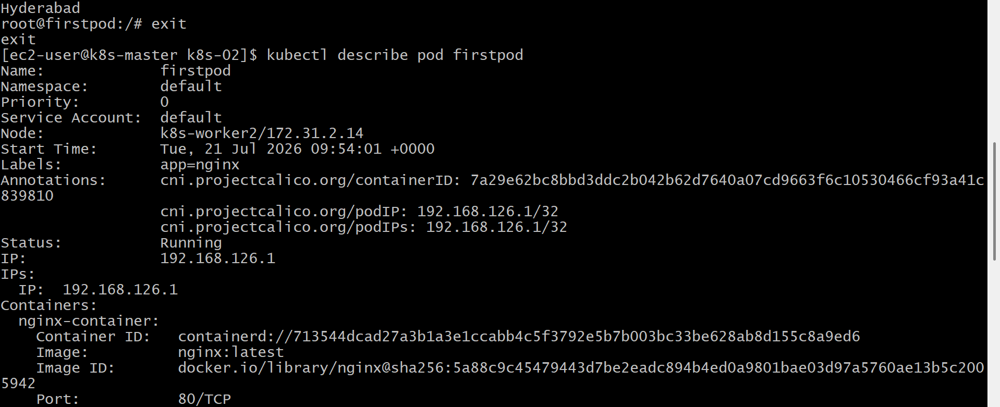 Hyderabad
root@firstpod:/# exit
exit
[ec2-user@k8s-master k8s-02]$ kubectl describe pod firstpod
Name:             firstpod
Namespace:        default
Priority:         0
Service Account:  default
Node:             k8s-worker2/172.31.2.14
Start Time:       Tue, 21 Jul 2026 09:54:01 +0000
Labels:           app=nginx
Annotations:      cni.projectcalico.org/containerID: 7a29e62bc8bbd3ddc2b042b62d7640a07cd9663f6c10530466cf93a41c
839810
                  cni.projectcalico.org/podIP: 192.168.126.1/32
                  cni.projectcalico.org/podIPs: 192.168.126.1/32
Status:           Running
IP:               192.168.126.1
IPs:
  IP:  192.168.126.1
Containers:
  nginx-container:
    Container ID:   containerd://713544dcad27a3b1a3e1ccabb4c5f3792e5b7b003bc33be628ab8d155c8a9ed6
    Image:          nginx:latest
    Image ID:       docker.io/library/nginx@sha256:5a88c9c45479443d7be2eadc894b4ed0a9801bae03d97a5760ae13b5c200
5942
    Port:           80/TCP